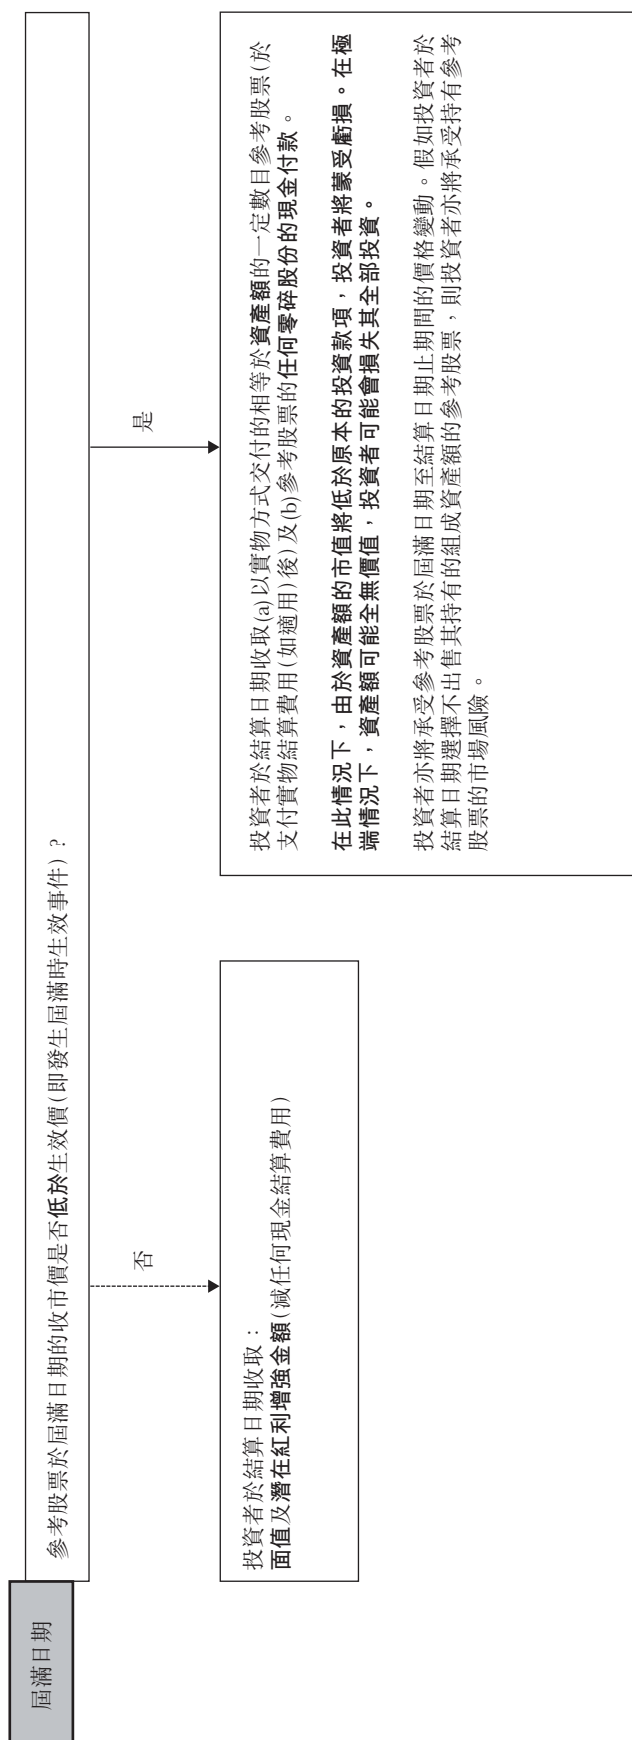 屆滿日期
參考股票於屆滿日期的收市價是否低於生效價(即發生屆滿時生效事件)?
否
是
投資者於結算日期收取：
面值及潛在紅利增強金額(減任何現金結算費用)
投資者於結算日期收取(a)以實物方式交付的相等於資產額的一定數目參考股票(於
支付實物結算費用(如適用)後)及(b)參考股票的任何零碎股份的現金付款。
在此情況下，由於資產額的市值將低於原本的投資款項，投資者將蒙受虧損。在極
端情況下，資產額可能全無價值，投資者可能會損失其全部投資。
投資者亦將承受參考股票於屆滿日期至結算日期止期間的價格變動。假如投資者於
結算日期選擇不出售其持有的組成資產額的參考股票，則投資者亦將承受持有參考
股票的市場風險。